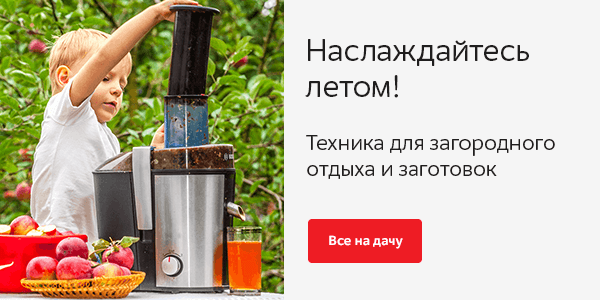 Наслаждайтесь
летом!
Техника для загородного
отдыха и заготовок
Все на дачу